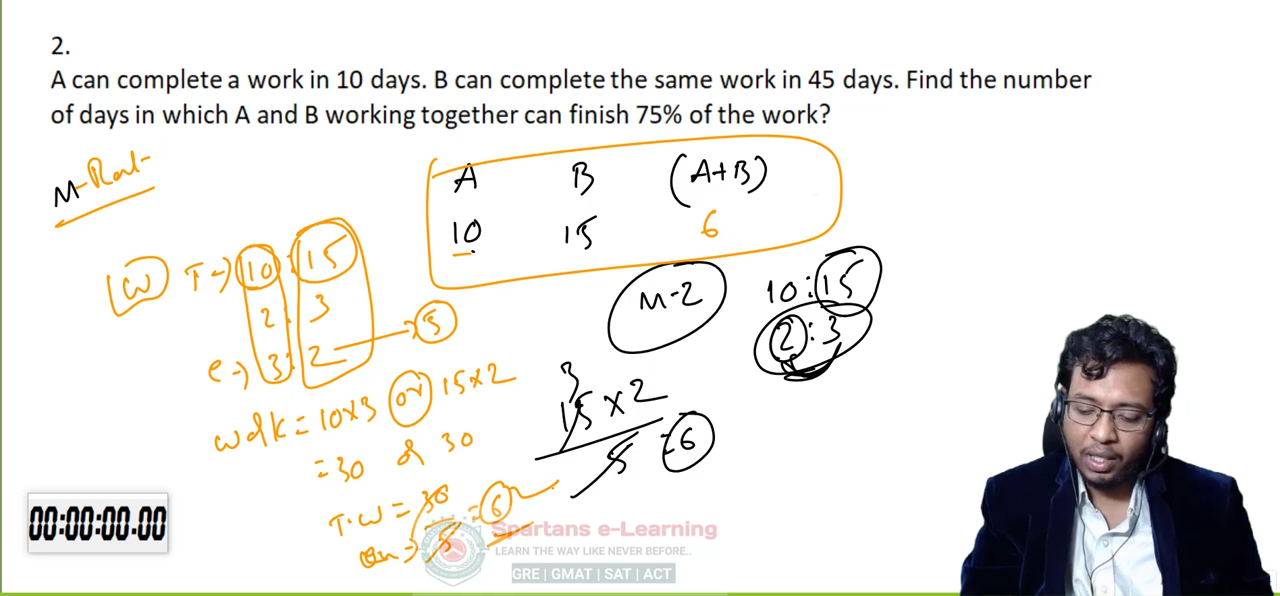 2.
A can complete a work in 10 days. B can complete the same work in 45 days. Find the number
of days in which A and B working together can finish 75% of the work?
A B (A+B)
10 15 6
W T→ 10 : 15
2 : 3
e→ 3 : 2 → 5
M-2
10 : 15
2 : 3
= 10×3 or 15×2
= 30 30
T.W = 30
= 6
5
3
15 × 2
5
= 6
00:00:00.00
Spartans e-Learning
LEARN THE WAY LIKE NEVER BEFORE..
GRE | GMAT | SAT | ACT